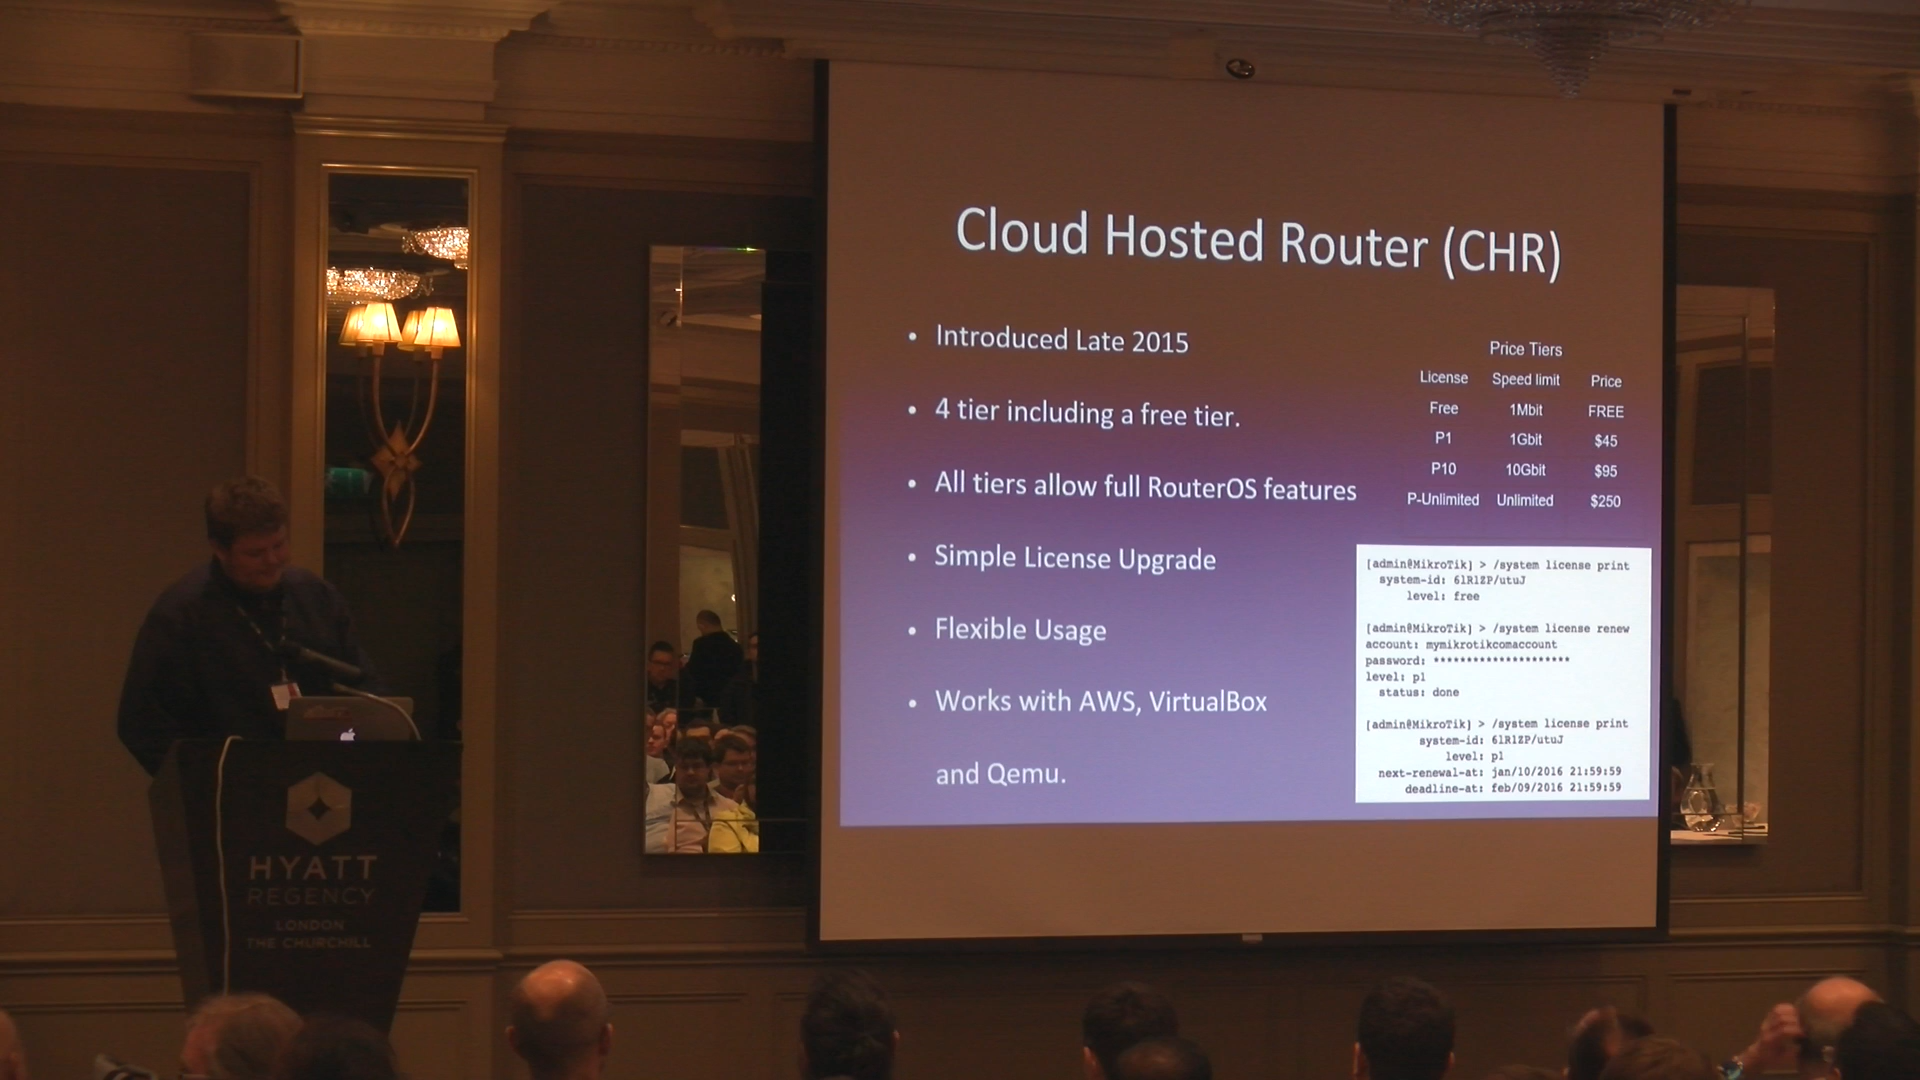 Cloud Hosted Router (CHR)
• Introduced Late 2015
• 4 tier including a free tier.
• All tiers allow full RouterOS features
• Simple License Upgrade
• Flexible Usage
• Works with AWS, VirtualBox
and Qemu.
Price Tiers
License Speed limit Price
Free 1Mbit FREE
P1 1Gbit $45
P10 10Gbit $95
P-Unlimited Unlimited $250
[admin@MikroTik] > /system license print
system-id: 6lR1ZP/utuJ
level: free
[admin@MikroTik] > /system license renew
account: mymikrotikcomaccount
password: *********************
level: p1
status: done
[admin@MikroTik] > /system license print
system-id: 6lR1ZP/utuJ
level: p1
next-renewal-at: jan/10/2016 21:59:59
deadline-at: feb/09/2016 21:59:59
HYATT
REGENCY
LONDON
THE CHURCHILL